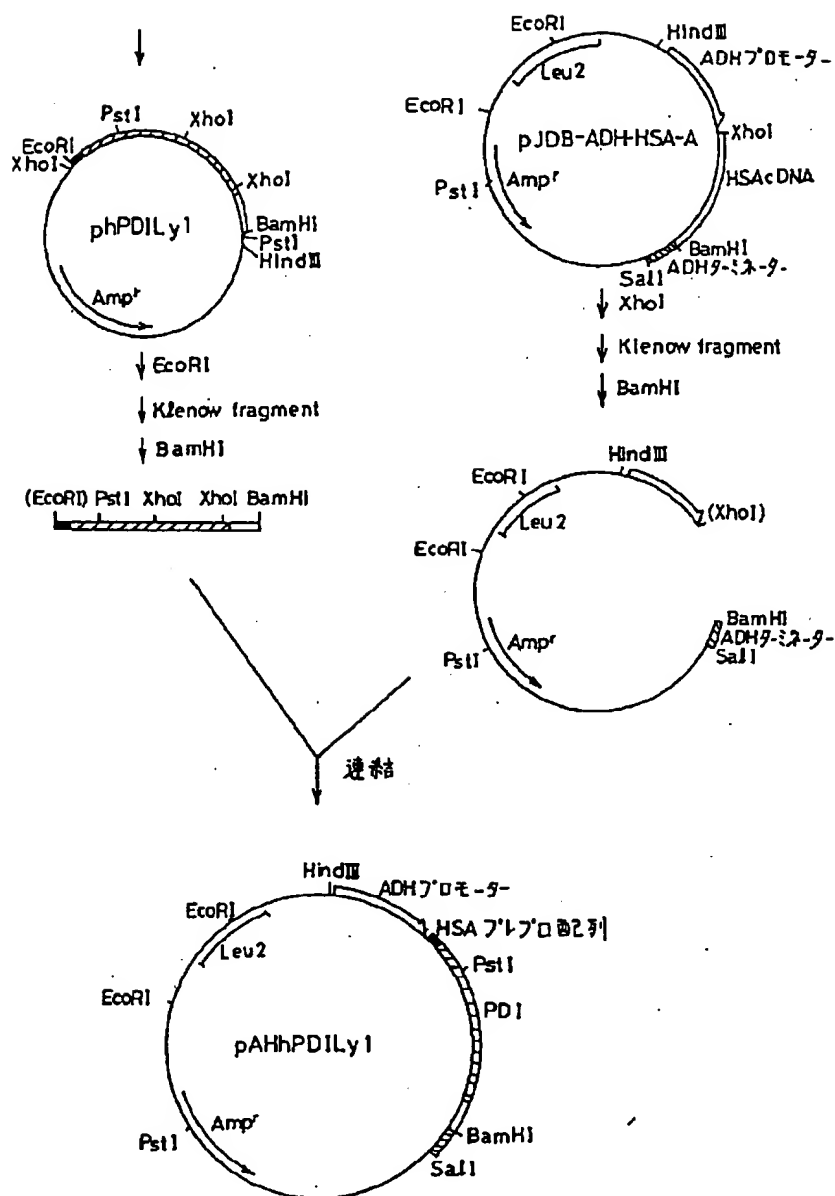 PstI
XhoI
EcoRI
XhoI
XhoI
BamHI
PstI
HindIII
phPDILy1
Ampʳ
EcoRI
Klenow fragment
BamHI
(EcoRI) PstI XhoI XhoI BamHI
EcoRI
HindIII
ADHプロモーター
Leu2
EcoRI
XhoI
pJDB-ADH-HSA-A
HSAcDNA
PstI
Ampʳ
BamHI
ADHターミネーター
SalI
XhoI
Klenow fragment
BamHI
HindIII
EcoRI
(XhoI)
Leu2
EcoRI
BamHI
ADHターミネーター
SalI
Ampʳ
PstI
連結
HindIII
ADHプロモーター
EcoRI
HSAプレプロ配列
Leu2
PstI
EcoRI
PDI
pAHhPDILy1
Ampʳ
PstI
BamHI
SalI